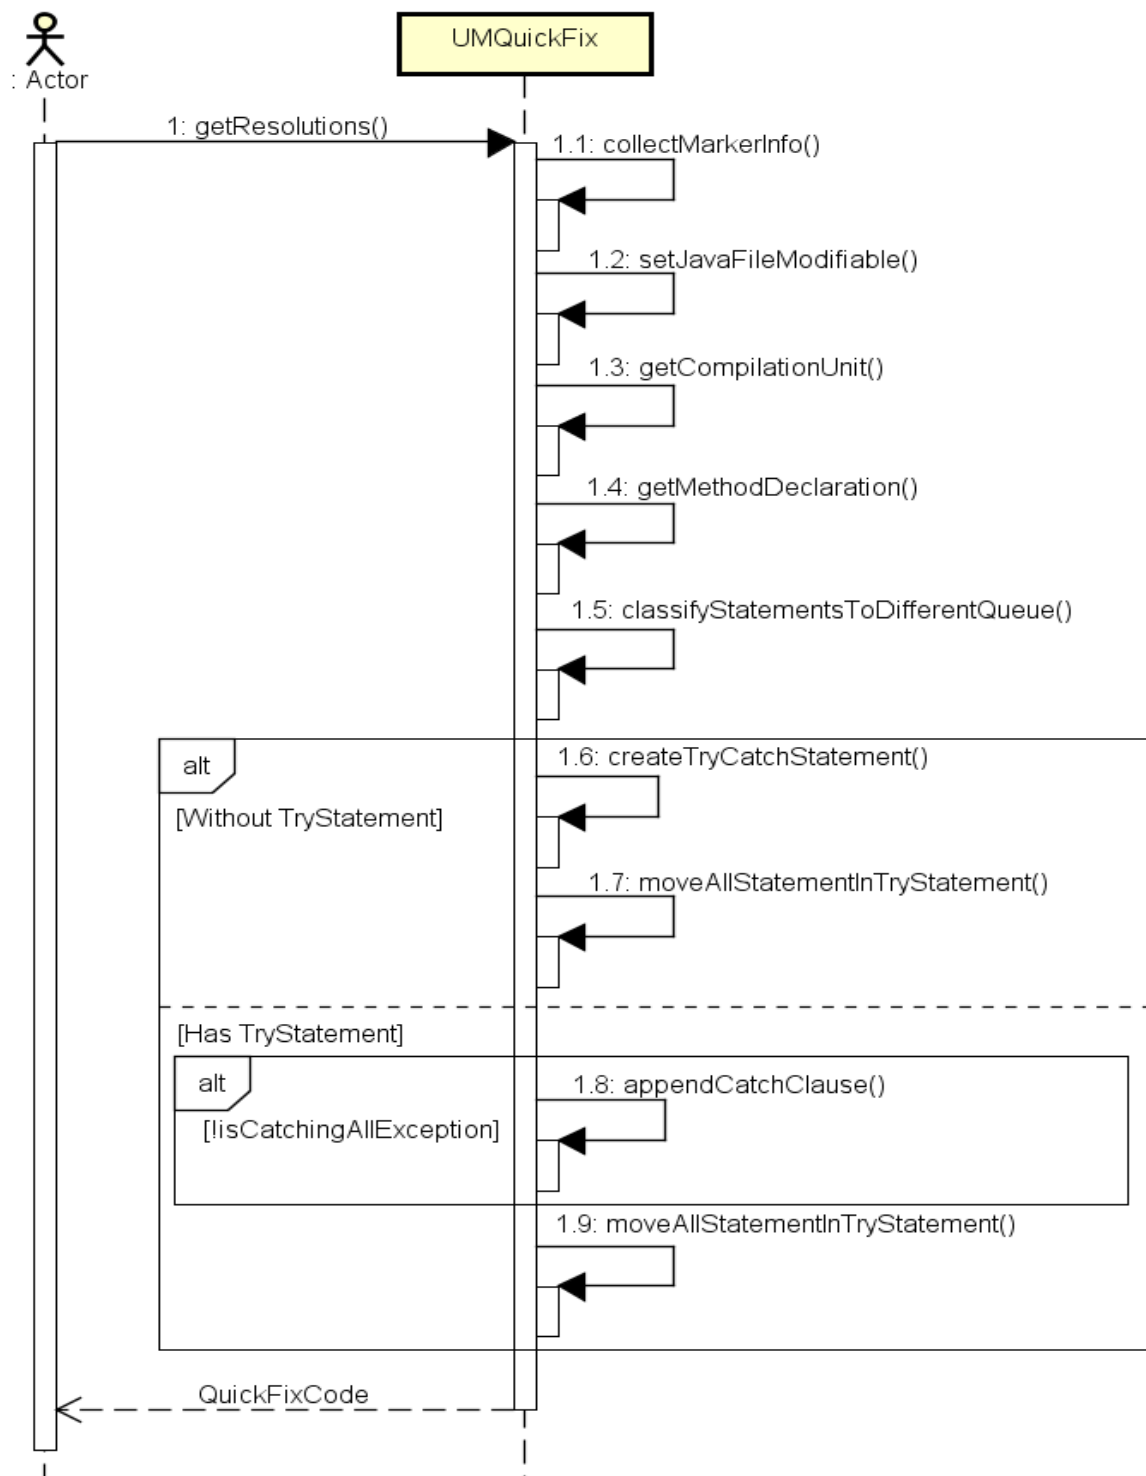 UMQuickFix
: Actor
1: getResolutions()
1.1: collectMarkerInfo()
1.2: setJavaFileModifiable()
1.3: getCompilationUnit()
1.4: getMethodDeclaration()
1.5: classifyStatementsToDifferentQueue()
alt
1.6: createTryCatchStatement()
[Without TryStatement]
1.7: moveAllStatementInTryStatement()
[Has TryStatement]
alt
1.8: appendCatchClause()
[!isCatchingAllException]
1.9: moveAllStatementInTryStatement()
QuickFixCode